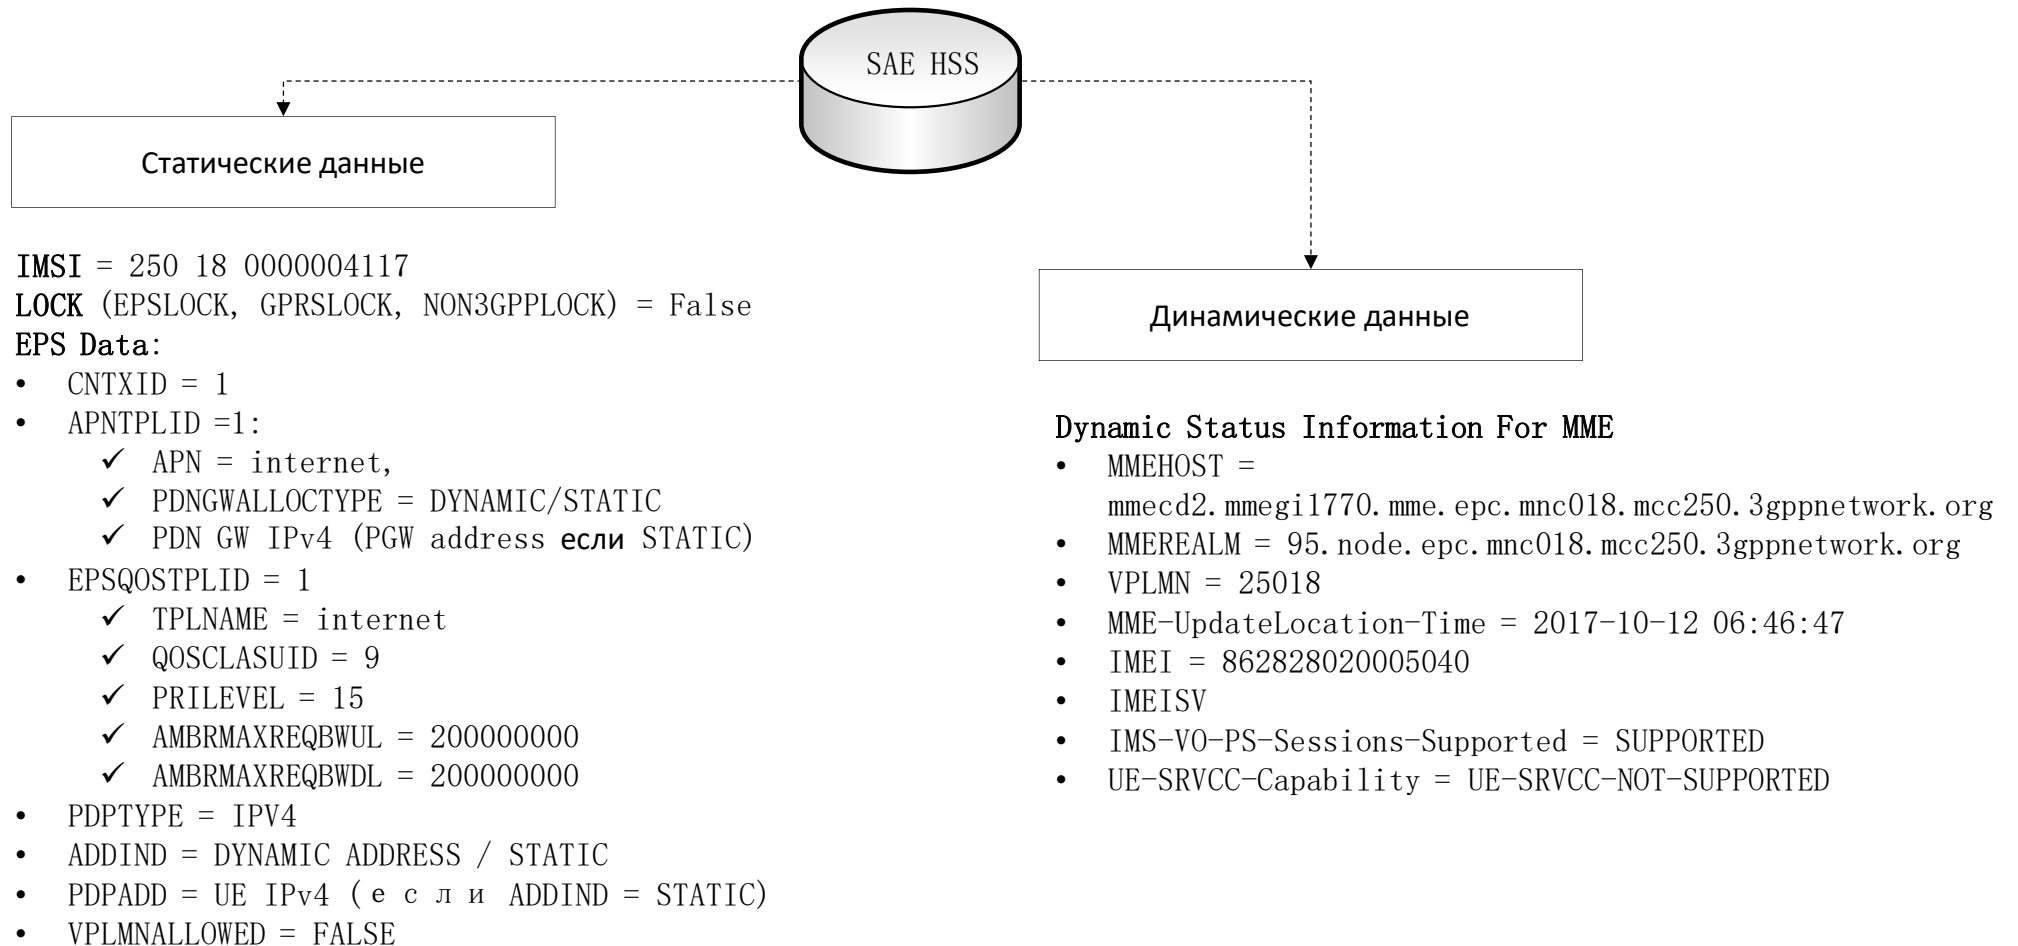 SAE HSS
Статические данные
IMSI = 250 18 0000004117
LOCK (EPSLOCK, GPRSLOCK, NON3GPPLOCK) = False
EPS Data:
• CNTXID = 1
• APNTPLID =1:
✓ APN = internet,
✓ PDNGWALLOCTYPE = DYNAMIC/STATIC
✓ PDN GW IPv4 (PGW address если STATIC)
• EPSQOSTPLID = 1
✓ TPLNAME = internet
✓ QOSCLASUID = 9
✓ PRILEVEL = 15
✓ AMBRMAXREQBWUL = 200000000
✓ AMBRMAXREQBWDL = 200000000
• PDPTYPE = IPV4
• ADDIND = DYNAMIC ADDRESS / STATIC
• PDPADD = UE IPv4 (если ADDIND = STATIC)
• VPLMNALLOWED = FALSE
Динамические данные
Dynamic Status Information For MME
• MMEHOST =
mmecd2.mmegi1770.mme.epc.mnc018.mcc250.3gppnetwork.org
• MMEREALM = 95.node.epc.mnc018.mcc250.3gppnetwork.org
• VPLMN = 25018
• MME-UpdateLocation-Time = 2017-10-12 06:46:47
• IMEI = 862828020005040
• IMEISV
• IMS-VO-PS-Sessions-Supported = SUPPORTED
• UE-SRVCC-Capability = UE-SRVCC-NOT-SUPPORTED